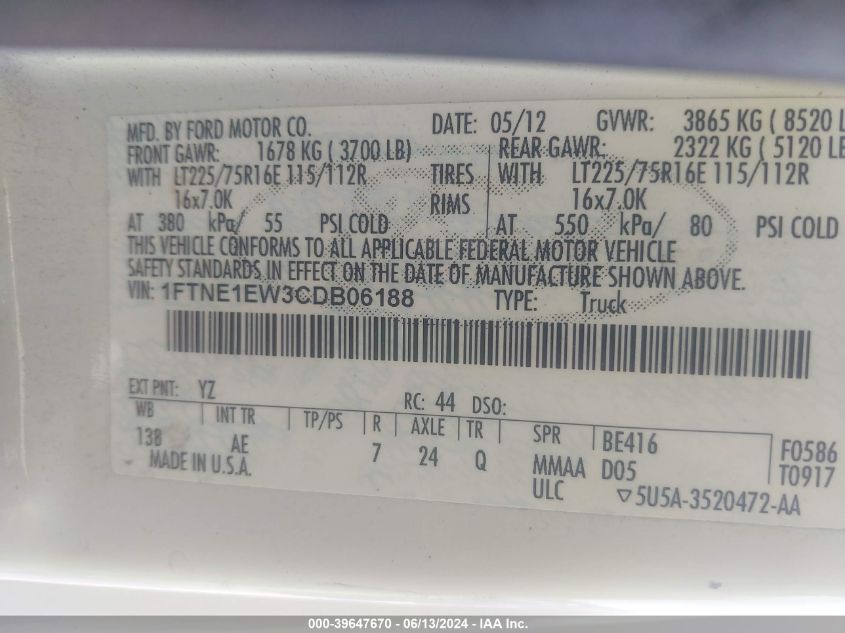 MFD. BY FORD MOTOR CO. DATE: 05/12 GVWR: 3865 KG ( 8520 L
FRONT GAWR: 1678 KG ( 3700 LB) REAR GAWR: 2322 KG ( 5120 LB
WITH LT225/75R16E 115/112R TIRES WITH LT225/75R16E 115/112R
16x7.0K RIMS 16x7.0K
AT 380 kPa/ 55 PSI COLD AT 550 kPa/ 80 PSI COLD
THIS VEHICLE CONFORMS TO ALL APPLICABLE FEDERAL MOTOR VEHICLE
SAFETY STANDARDS IN EFFECT ON THE DATE OF MANUFACTURE SHOWN ABOVE.
VIN: 1FTNE1EW3CDB06188 TYPE: Truck
EXT PNT: YZ RC: 44 DSO:
WB INT TR TP/PS R AXLE TR SPR BE416 F0586
138 AE 7 24 Q MMAA D05 T0917
MADE IN U.S.A. ULC ▽5U5A-3520472-AA
000-39647670 - 06/13/2024 - IAA Inc.